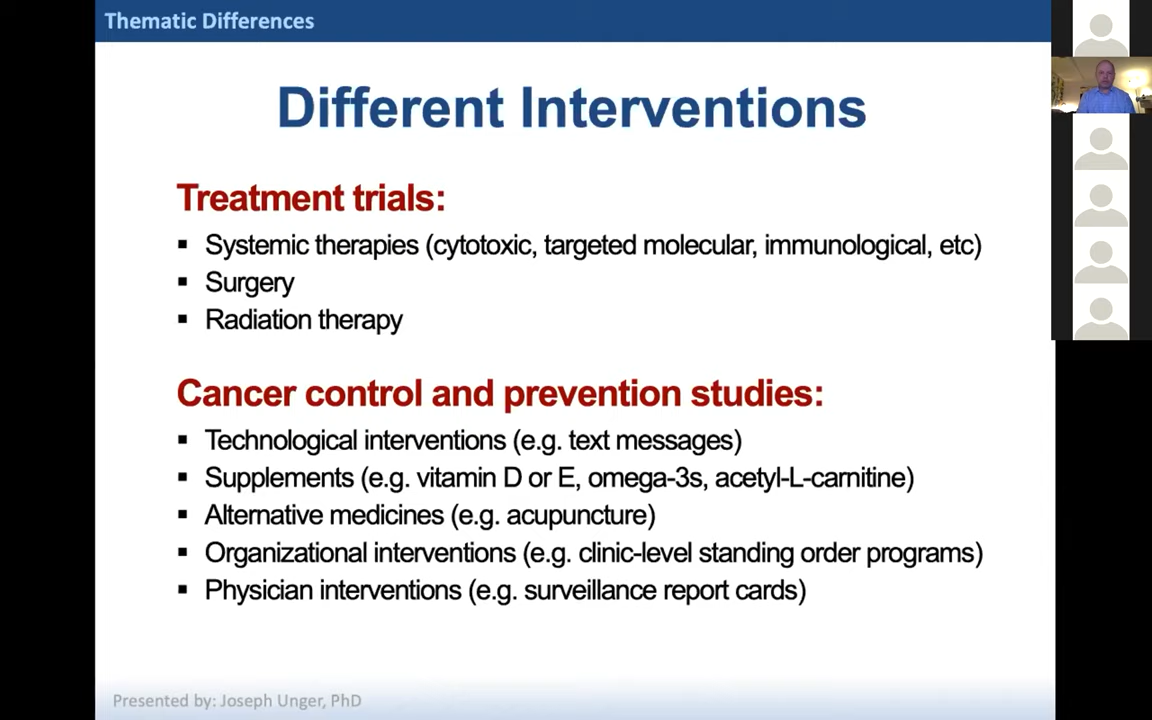 Thematic Differences
Different Interventions
Treatment trials:
▪ Systemic therapies (cytotoxic, targeted molecular, immunological, etc)
▪ Surgery
▪ Radiation therapy
Cancer control and prevention studies:
▪ Technological interventions (e.g. text messages)
▪ Supplements (e.g. vitamin D or E, omega-3s, acetyl-L-carnitine)
▪ Alternative medicines (e.g. acupuncture)
▪ Organizational interventions (e.g. clinic-level standing order programs)
▪ Physician interventions (e.g. surveillance report cards)
Presented by: Joseph Unger, PhD